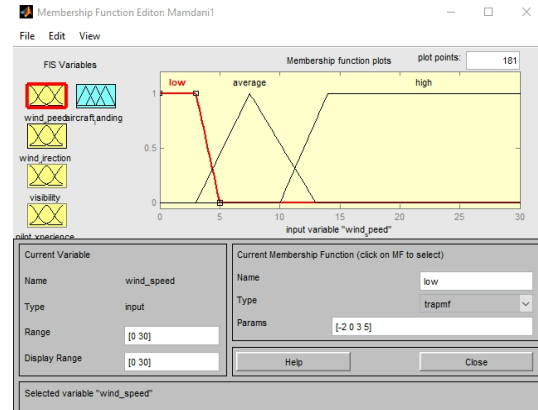 Membership Function Editor: Mamdani1
File Edit View
FIS Variables
Membership function plots
plot points:
181
wind_peed
aircraft_anding
wind_irection
visibility
pilot_xperience
low
average
high
1
0.5
0
0 5 10 15 20 25 30
input variable "wind_peed"
Current Variable
Name wind_speed
Type input
Range [0 30]
Display Range [0 30]
Current Membership Function (click on MF to select)
Name low
Type trapmf
Params [-2 0 3 5]
Help
Close
Selected variable "wind_speed"